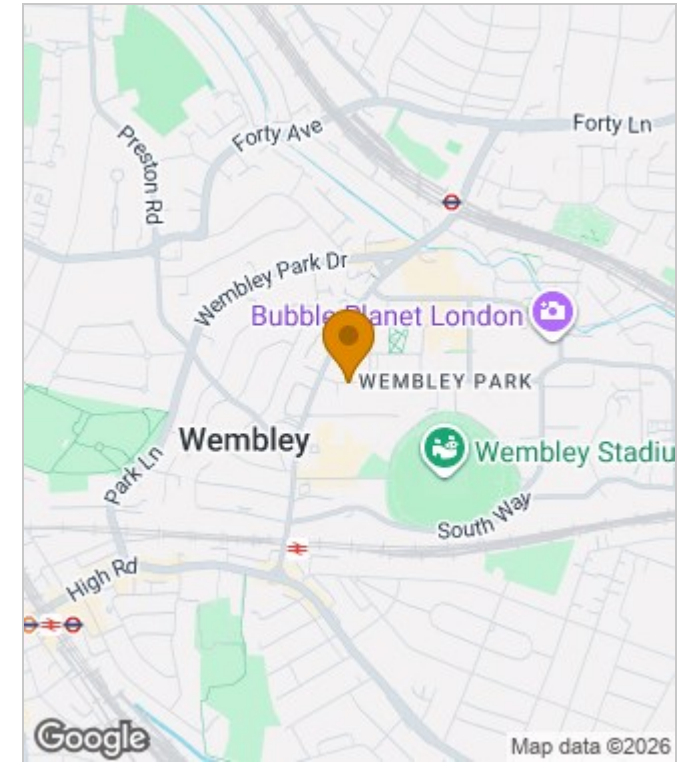 Forty Ln
Forty Ave
Preston Rd
Wembley Park Dr
Bubble Planet London
WEMBLEY PARK
Wembley
Wembley Stadiu
Park Ln
South Way
High Rd
Google
Map data ©2026